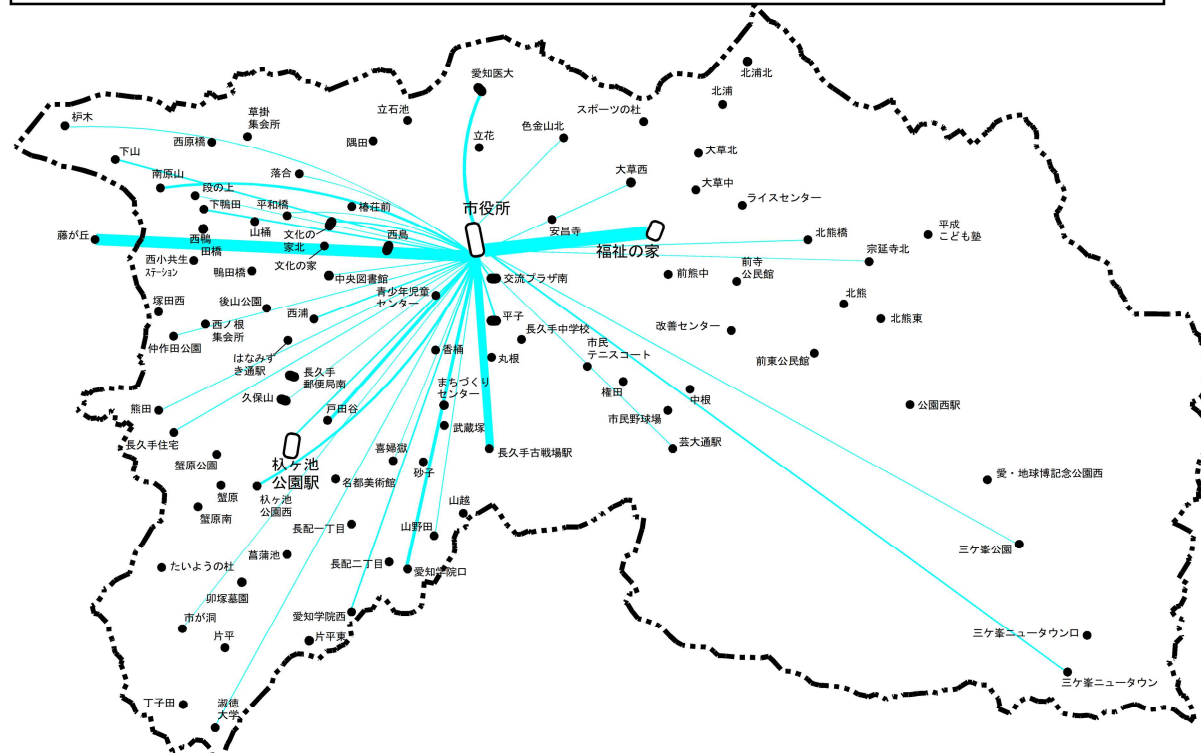 北浦北
愛知医大
北浦
スポーツの杜
立石池
草掛
集会所
枦木
色金山北
立花
隅田
西原橋
下山
大草北
大草西
大草中
南原山
落合
段の上
ライスセンター
下鴨田
平和橋
椿荘前
市役所
安昌寺
平成
こども塾
藤が丘
西鴨
田橋
山桶
文化の
家北
西島
福祉の家
北熊橋
宗延寺北
西小共生
ステーション
鴨田橋
文化の家
中央図書館
交流プラザ南
前熊中
前寺
公民館
青少年児童
センター
北熊
塚田西
後山公園
西浦
平子
北熊東
西ノ根
集会所
長久手中学校
改善センター
仲作田公園
はなみず
き通駅
香桶
丸根
市民
テニスコート
前東公民館
長久手
郵便局南
まちづくり
センター
久保山
権田
中根
熊田
戸田谷
市民野球場
公園西駅
武蔵塚
長久手住宅
喜婦嶽
長久手古戦場駅
芸大通駅
蟹原公園
杁ヶ池
公園駅
砂子
愛・地球博記念公園西
名都美術館
蟹原
杁ヶ池
公園西
山越
蟹原南
長配一丁目
山野田
三ケ峯公園
菖蒲池
たいようの杜
長配二丁目
愛知学院口
卯塚墓園
市が洞
愛知学院西
片平
片平東
三ケ峯ニュータウン口
三ケ峯ニュータウン
丁子田
淑徳
大学